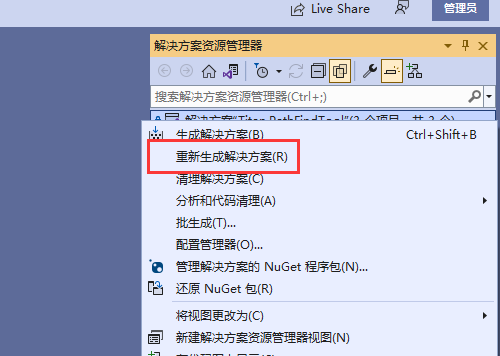 Live Share
管理员
解决方案资源管理器
搜索解决方案资源管理器(Ctrl+;)
解决方案"Titan.PathFindTool"(3 个项目，共 3 个)
生成解决方案(B) Ctrl+Shift+B
重新生成解决方案(R)
清理解决方案(C)
分析和代码清理(A)
批生成(T)...
配置管理器(O)...
管理解决方案的 NuGet 程序包(N)...
还原 NuGet 包(R)
将视图更改为(C)
新建解决方案资源管理器视图(N)